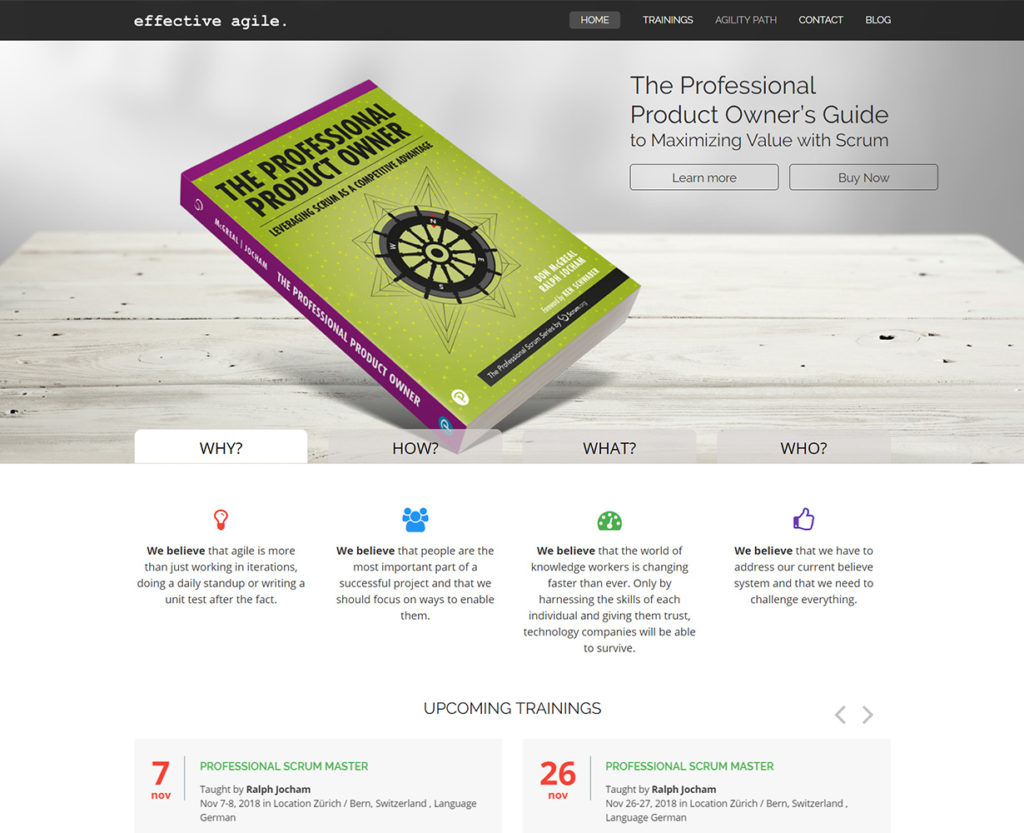 effective agile.
HOME TRAININGS AGILITY PATH CONTACT BLOG
The Professional
Product Owner's Guide
to Maximizing Value with Scrum
Learn more Buy Now
THE PROFESSIONAL
PRODUCT OWNER
LEVERAGING SCRUM AS A COMPETITIVE ADVANTAGE
N
W E
S
DON McGREAL
RALPH JOCHAM
Foreword by KEN SCHWABER
The Professional Scrum Series by Scrum.org
McGREAL | JOCHAM THE PROFESSIONAL PRODUCT OWNER
WHY? HOW? WHAT? WHO?
We believe that agile is more
than just working in iterations,
doing a daily standup or writing a
unit test after the fact.
We believe that people are the
most important part of a
successful project and that we
should focus on ways to enable
them.
We believe that the world of
knowledge workers is changing
faster than ever. Only by
harnessing the skills of each
individual and giving them trust,
technology companies will be able
to survive.
We believe that we have to
address our current believe
system and that we need to
challenge everything.
UPCOMING TRAININGS
7
nov
PROFESSIONAL SCRUM MASTER
Taught by Ralph Jocham
Nov 7-8, 2018 in Location Zürich / Bern, Switzerland , Language
German
26
nov
PROFESSIONAL SCRUM MASTER
Taught by Ralph Jocham
Nov 26-27, 2018 in Location Zürich / Bern, Switzerland ,
Language German